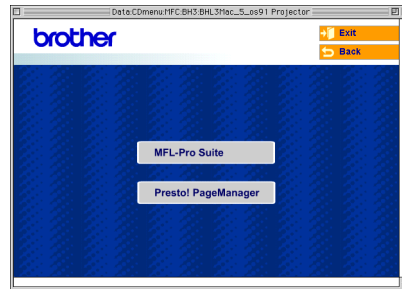 Data:CDmenu:MFC:BH3:BHL3Mac_5_os91 Projector
brother
Exit
Back
MFL-Pro Suite
Presto! PageManager